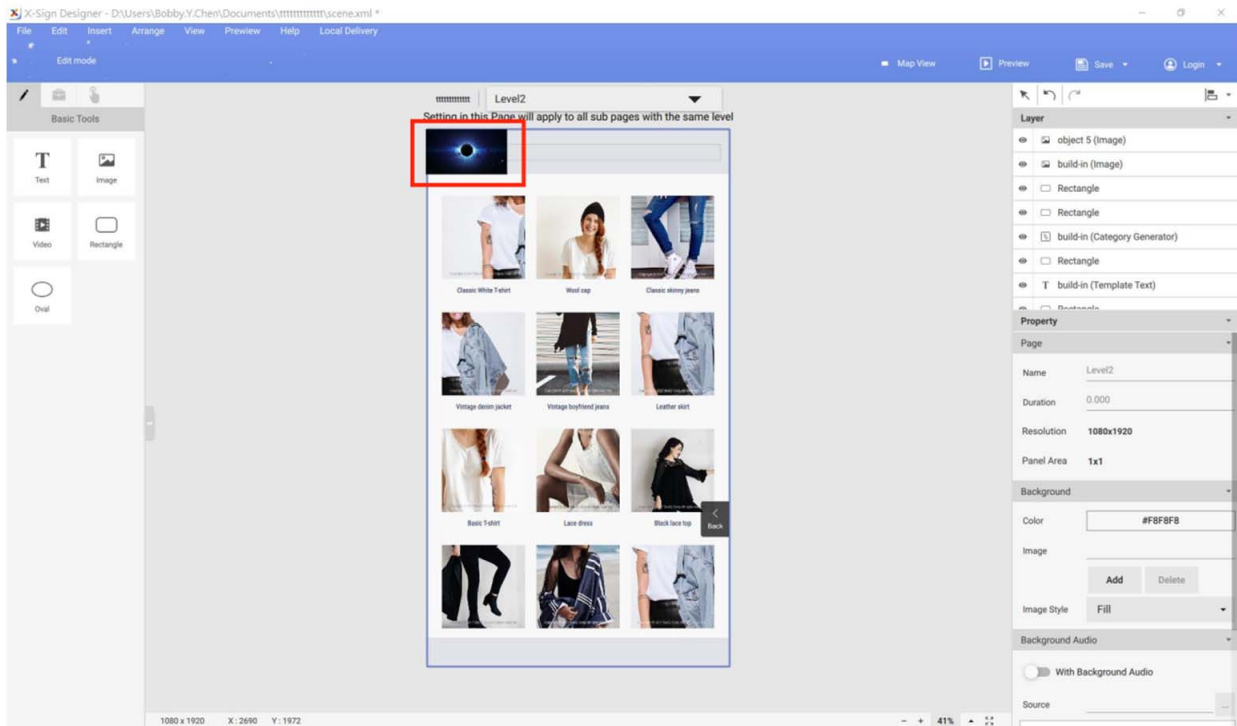 X-Sign Designer - D:\Users\Bobby.Y.Chen\Documents\tttttttttttttt\scene.xml *
File Edit Insert Arrange View Preview Help Local Delivery
Edit mode
Map View Preview Save Login
Basic Tools
Text Image
Video Rectangle
Oval
Level2
Setting in this Page will apply to all sub pages with the same level
Classic White T-shirt Wool cap Classic skinny jeans
Vintage denim jacket Vintage boyfriend jeans Leather skirt
Basic T-shirt Lace dress Black lace top
Back
1080 x 1920 X : 2690 Y : 1972
- + 41%
Layer
object 5 (Image)
build-in (Image)
Rectangle
Rectangle
build-in (Category Generator)
Rectangle
T build-in (Template Text)
Rectangle
Property
Page
Name Level2
Duration 0.000
Resolution 1080x1920
Panel Area 1x1
Background
Color #F8F8F8
Image
Add Delete
Image Style Fill
Background Audio
With Background Audio
Source ...